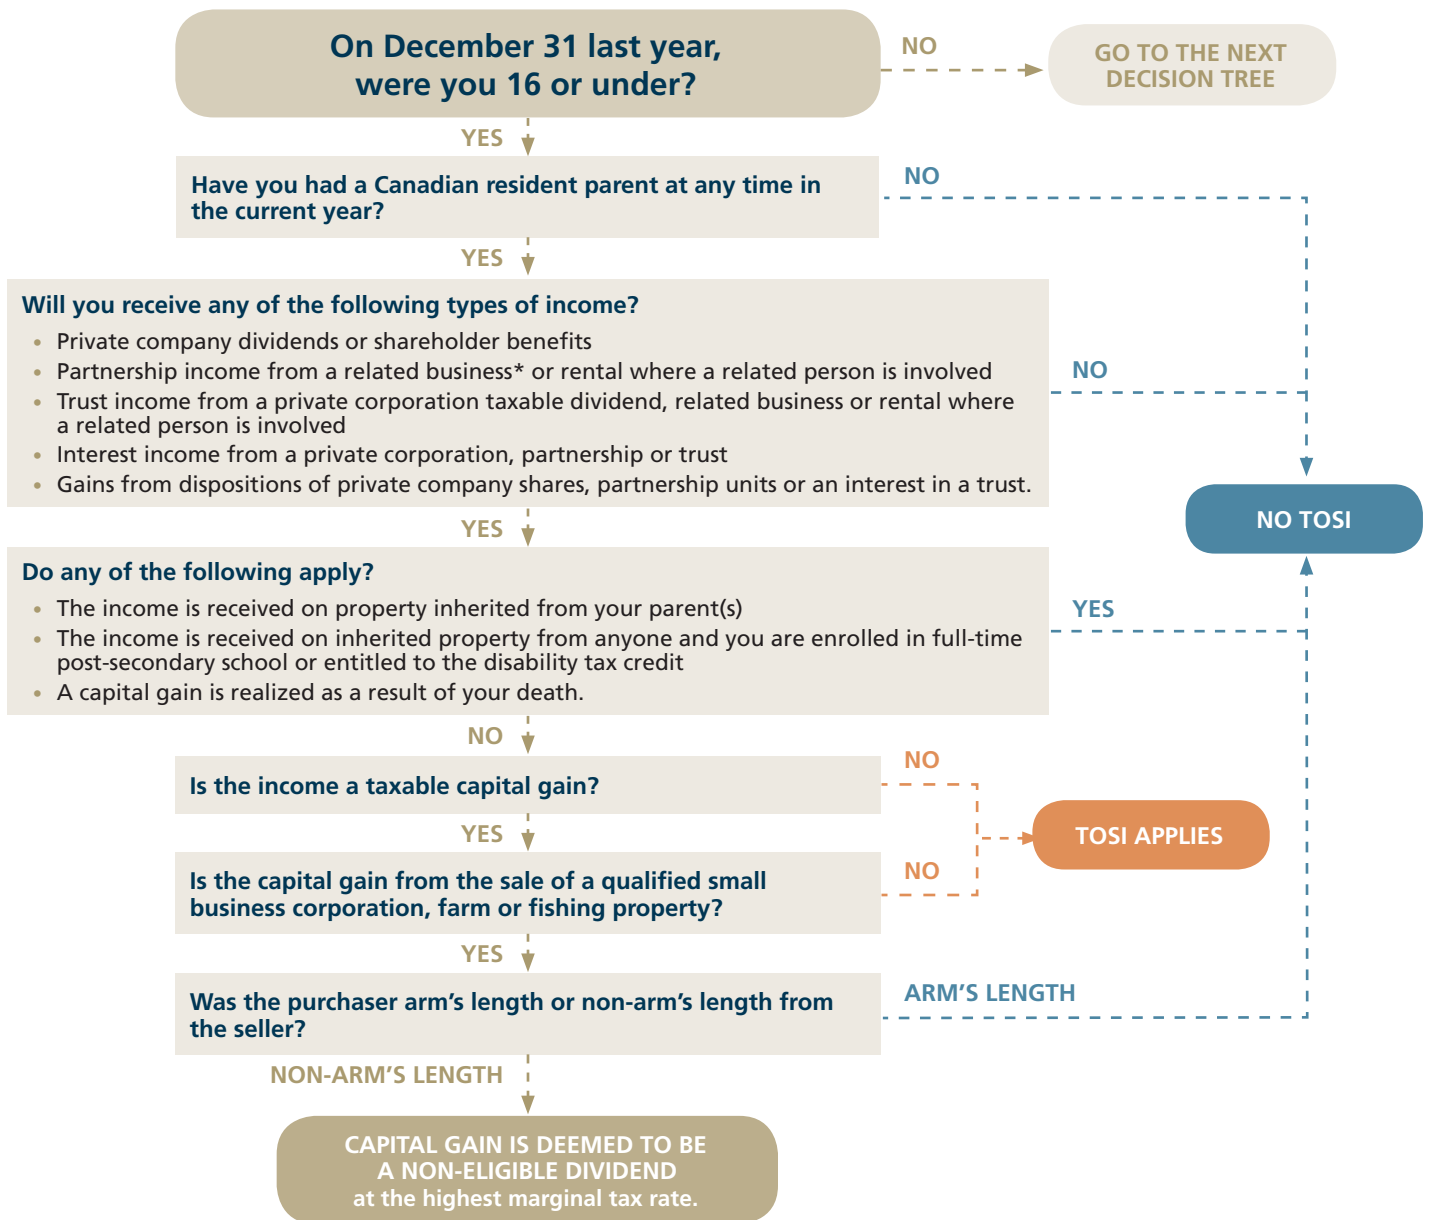 On December 31 last year,
were you 16 or under?
NO
GO TO THE NEXT
DECISION TREE
YES
Have you had a Canadian resident parent at any time in
the current year?
NO
YES
Will you receive any of the following types of income?
• Private company dividends or shareholder benefits
• Partnership income from a related business* or rental where a related person is involved
• Trust income from a private corporation taxable dividend, related business or rental where
a related person is involved
• Interest income from a private corporation, partnership or trust
• Gains from dispositions of private company shares, partnership units or an interest in a trust.
NO
NO TOSI
YES
Do any of the following apply?
• The income is received on property inherited from your parent(s)
• The income is received on inherited property from anyone and you are enrolled in full-time
post-secondary school or entitled to the disability tax credit
• A capital gain is realized as a result of your death.
YES
NO
Is the income a taxable capital gain?
NO
TOSI APPLIES
YES
Is the capital gain from the sale of a qualified small
business corporation, farm or fishing property?
NO
YES
Was the purchaser arm's length or non-arm's length from
the seller?
ARM'S LENGTH
NON-ARM'S LENGTH
CAPITAL GAIN IS DEEMED TO BE
A NON-ELIGIBLE DIVIDEND
at the highest marginal tax rate.